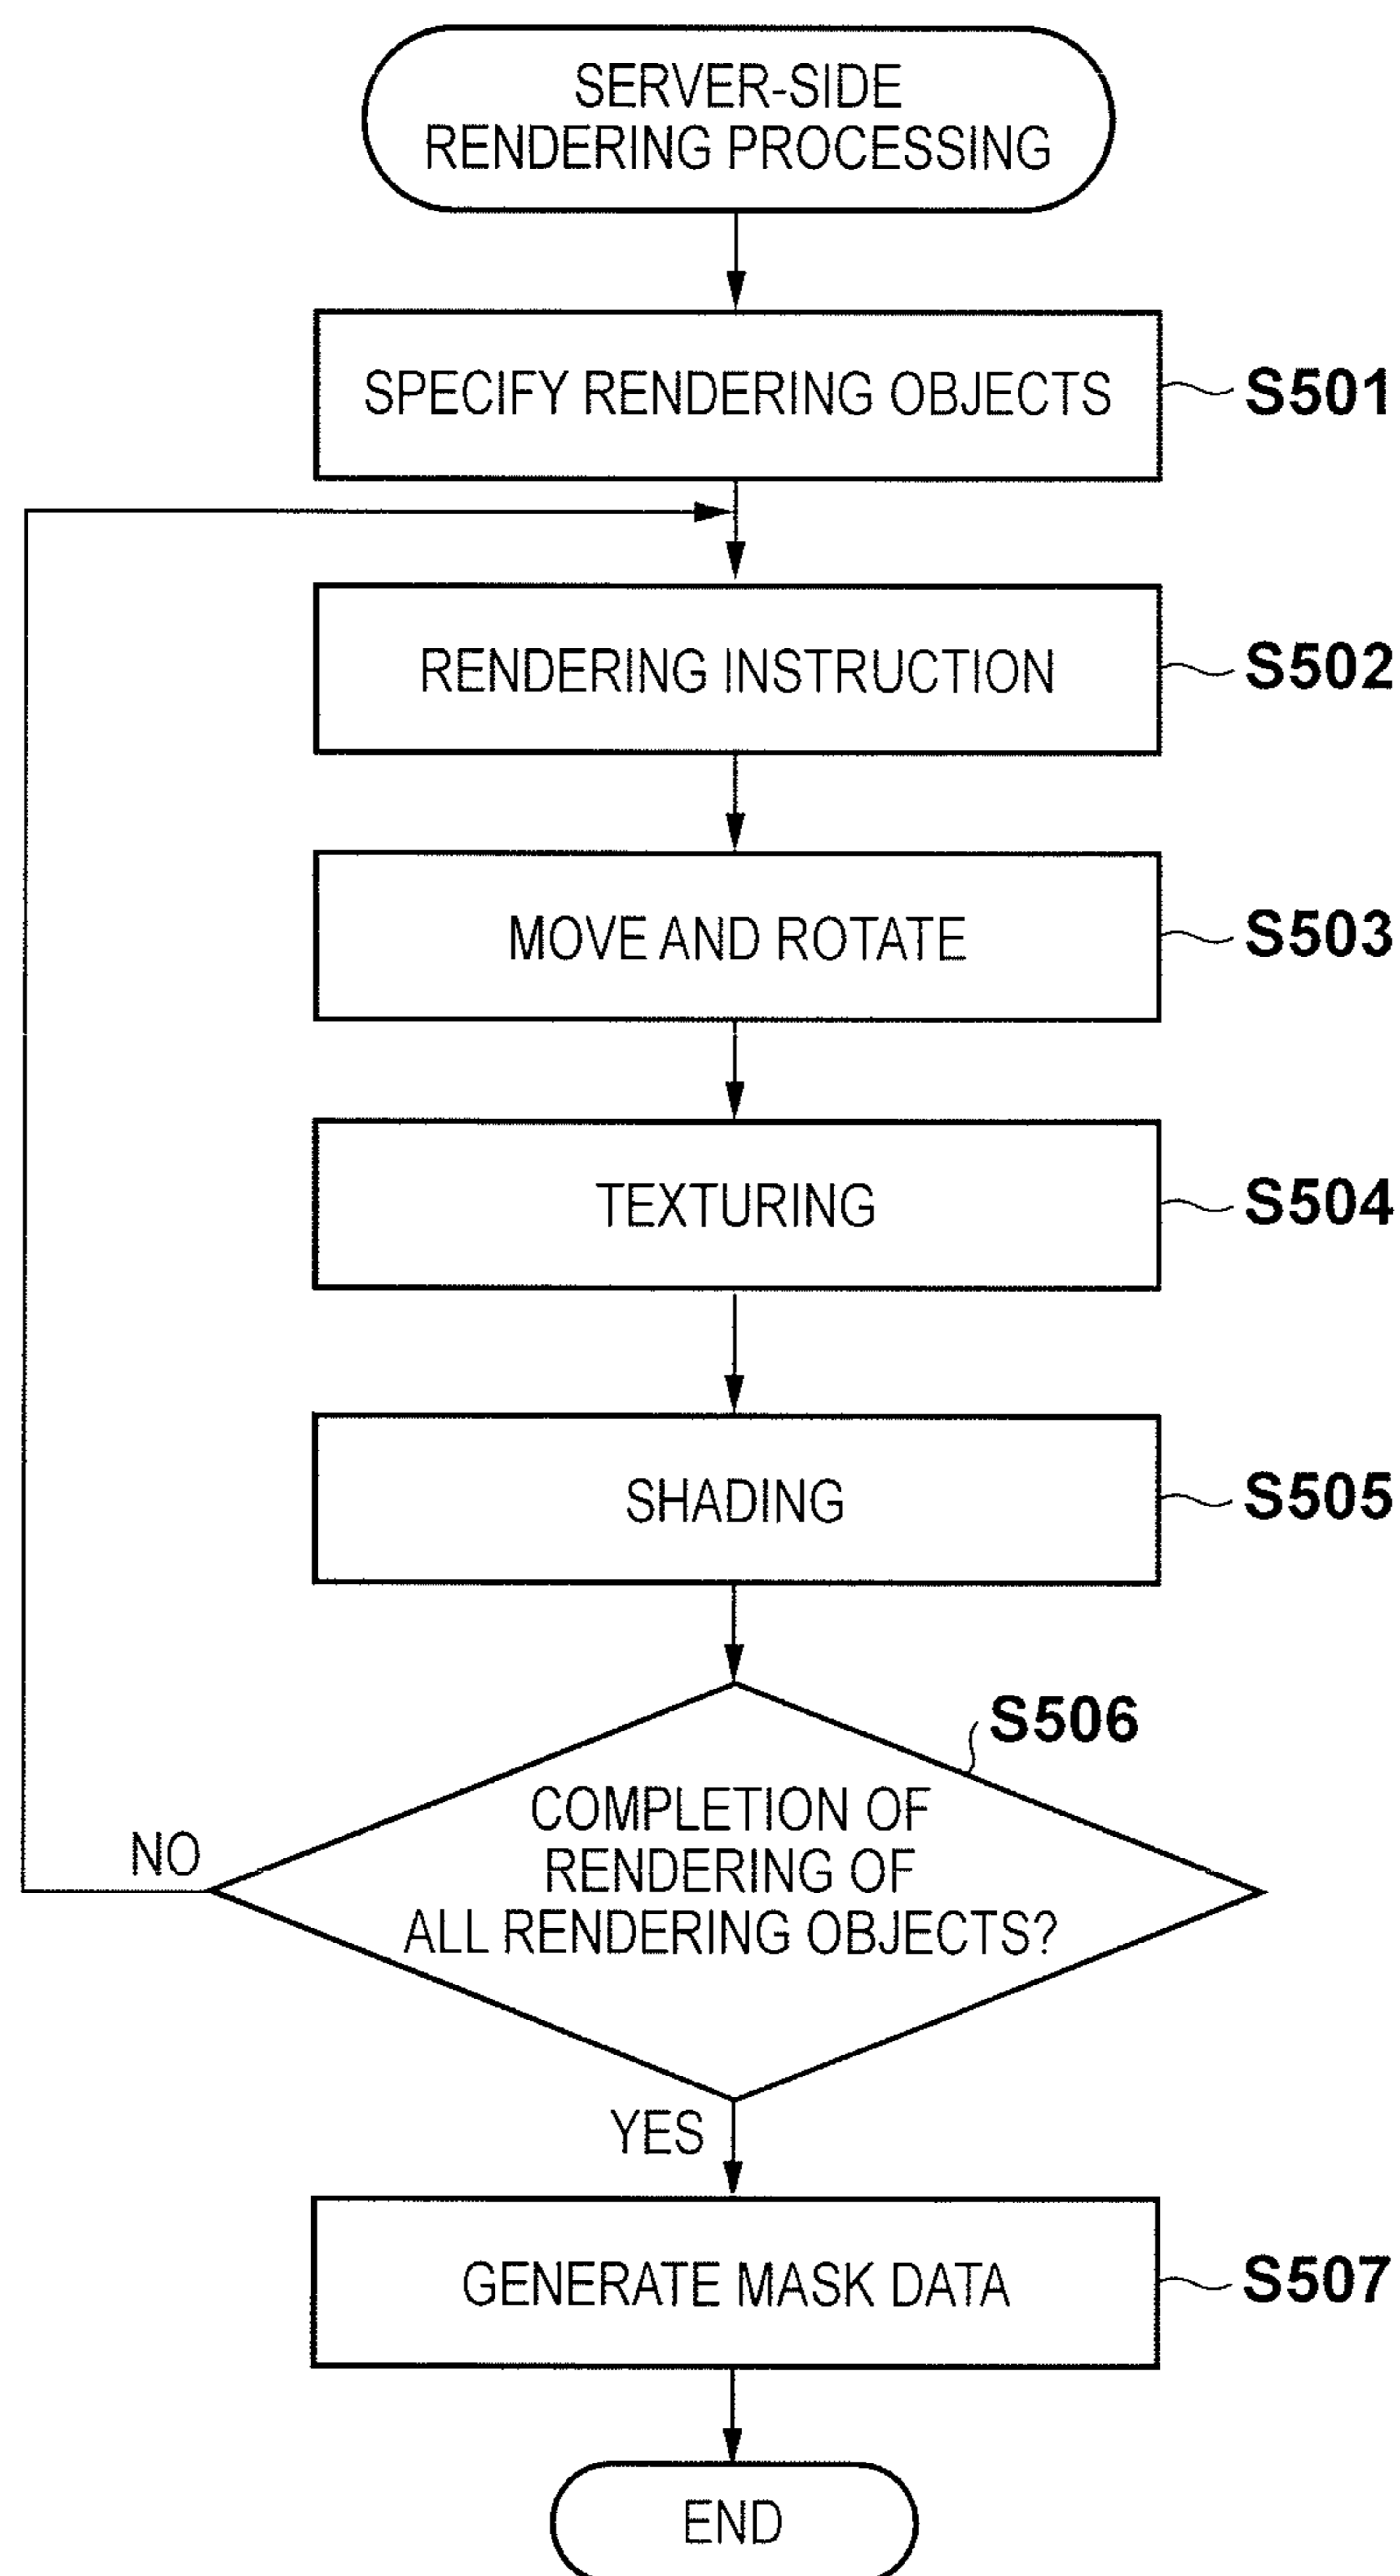 SERVER-SIDE
RENDERING PROCESSING
SPECIFY RENDERING OBJECTS
S501
RENDERING INSTRUCTION
S502
MOVE AND ROTATE
S503
TEXTURING
S504
SHADING
S505
S506
COMPLETION OF
RENDERING OF
ALL RENDERING OBJECTS?
NO
YES
GENERATE MASK DATA
S507
END